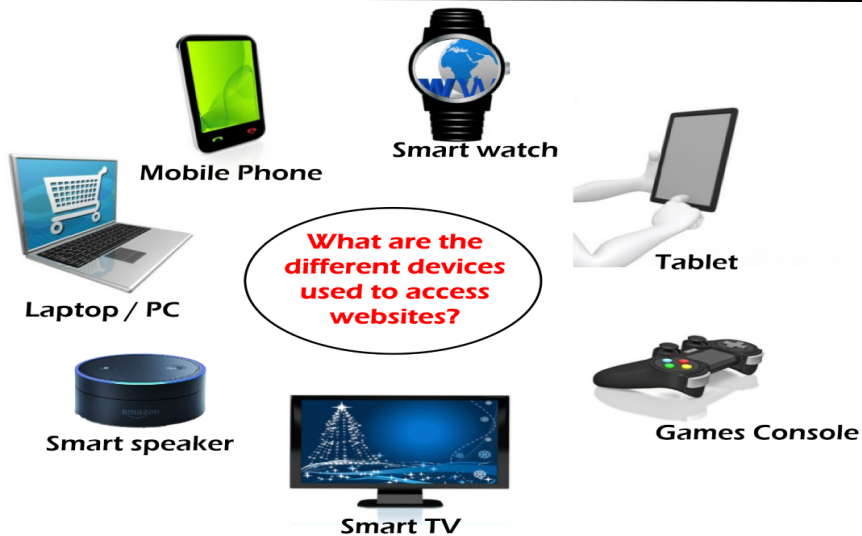 Mobile Phone
Smart watch
Tablet
Laptop / PC
What are the
different devices
used to access
websites?
amazon
Smart speaker
Games Console
Smart TV